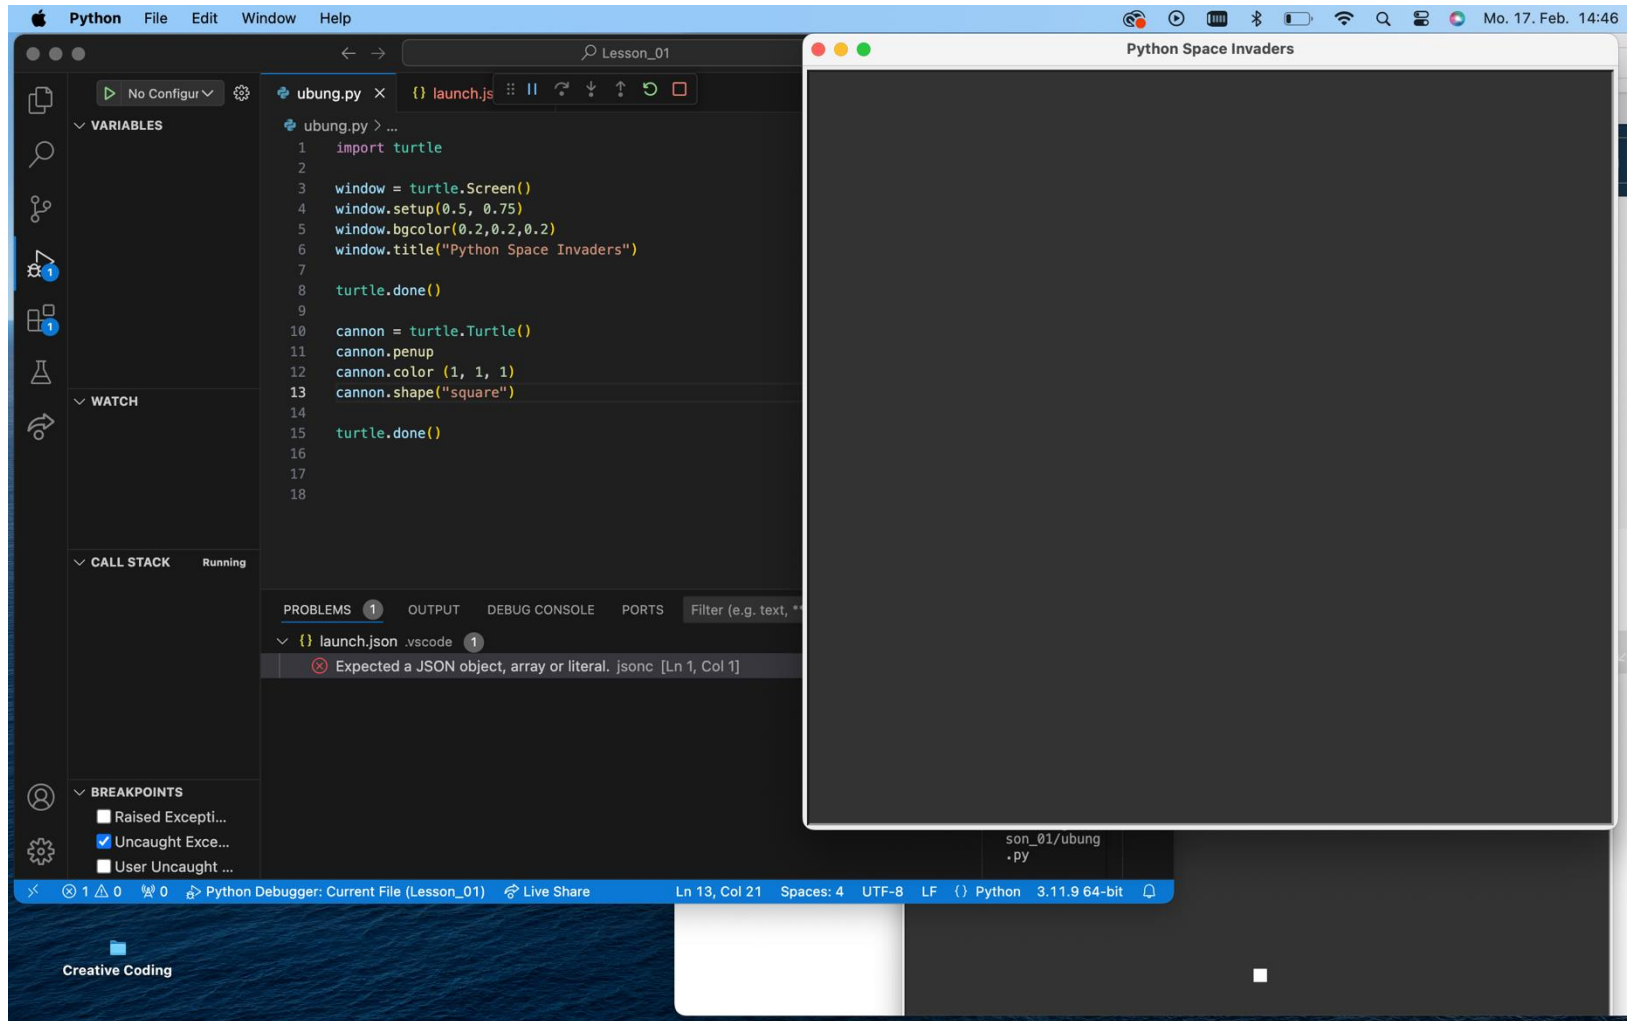 Python File Edit Window Help
Mo. 17. Feb. 14:46
Lesson_01
Python Space Invaders
No Configur
ubung.py
launch.js
VARIABLES
ubung.py > ...
1 import turtle
2
3 window = turtle.Screen()
4 window.setup(0.5, 0.75)
5 window.bgcolor(0.2,0.2,0.2)
6 window.title("Python Space Invaders")
7
8 turtle.done()
9
10 cannon = turtle.Turtle()
11 cannon.penup
12 cannon.color (1, 1, 1)
13 cannon.shape("square")
14
15 turtle.done()
16
17
18
WATCH
CALL STACK Running
PROBLEMS 1 OUTPUT DEBUG CONSOLE PORTS Filter (e.g. text, **
{} launch.json .vscode 1
Expected a JSON object, array or literal. jsonc [Ln 1, Col 1]
BREAKPOINTS
Raised Excepti...
Uncaught Exce...
User Uncaught ...
son_01/ubung
.py
1 0 0 Python Debugger: Current File (Lesson_01) Live Share Ln 13, Col 21 Spaces: 4 UTF-8 LF {} Python 3.11.9 64-bit
Creative Coding